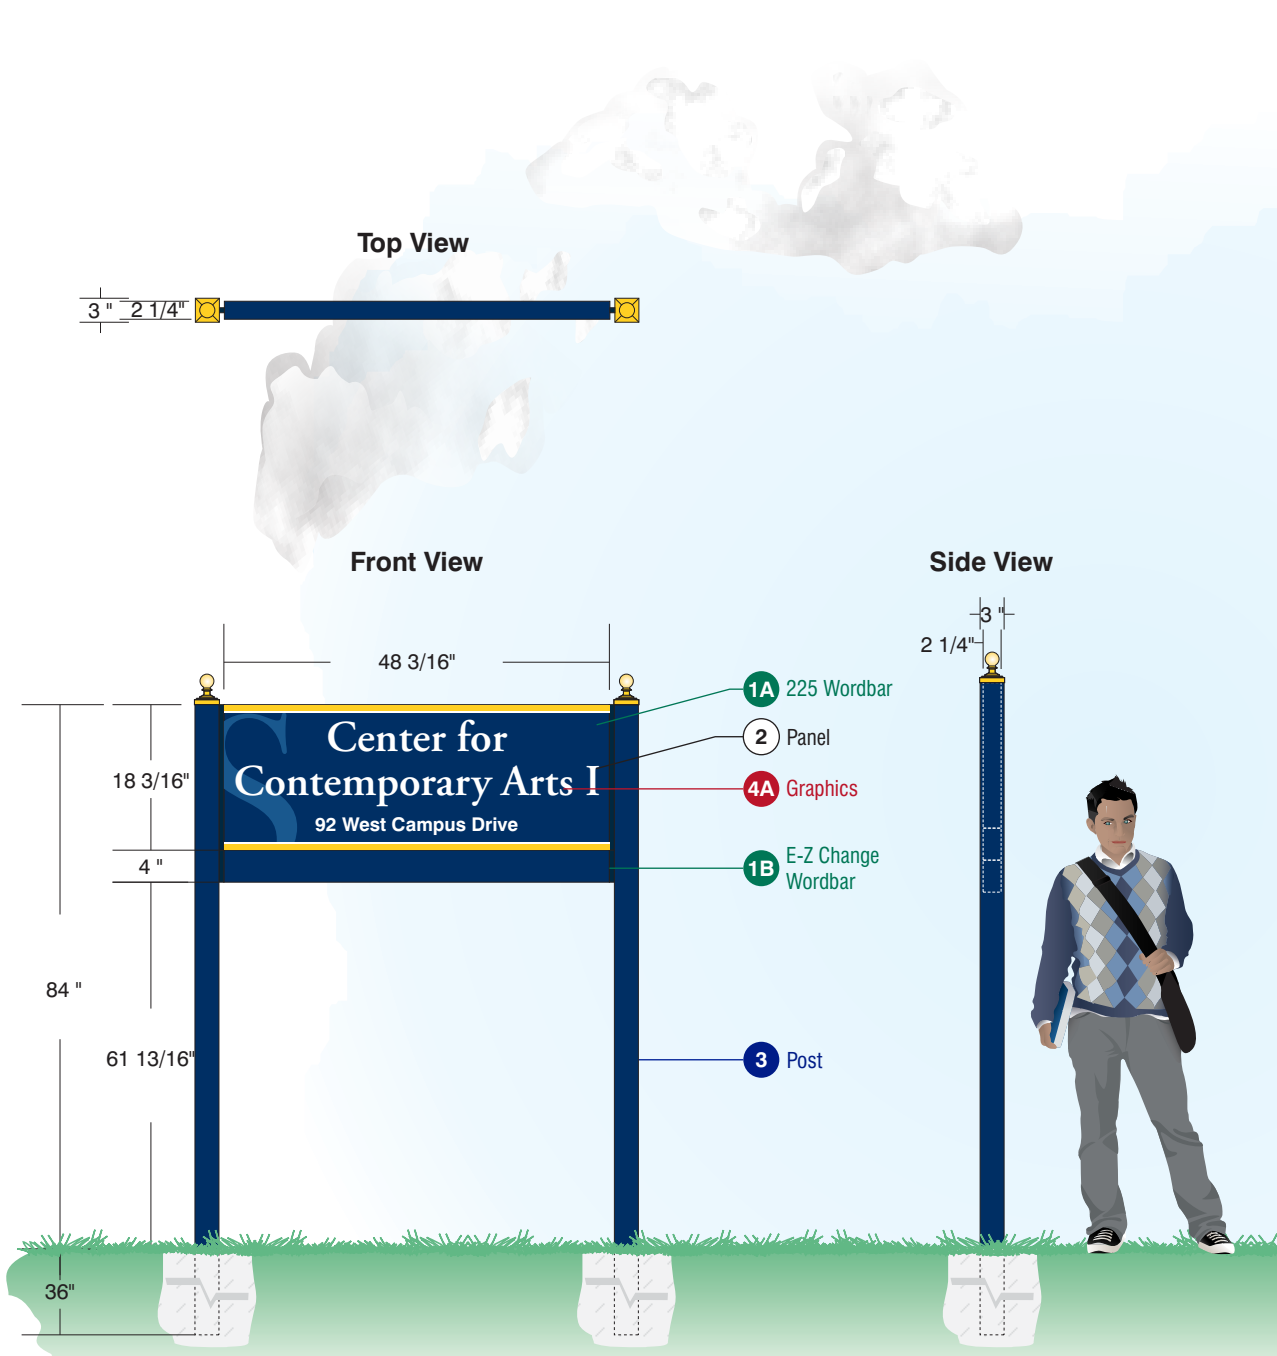 Top View
3 "
2 1/4"
Front View
Side View
3 "
2 1/4"
48 3/16"
1A 225 Wordbar
2 Panel
4A Graphics
1B E-Z Change
Wordbar
3 Post
S
Center for
Contemporary Arts I
92 West Campus Drive
18 3/16"
4 "
84 "
61 13/16"
36"